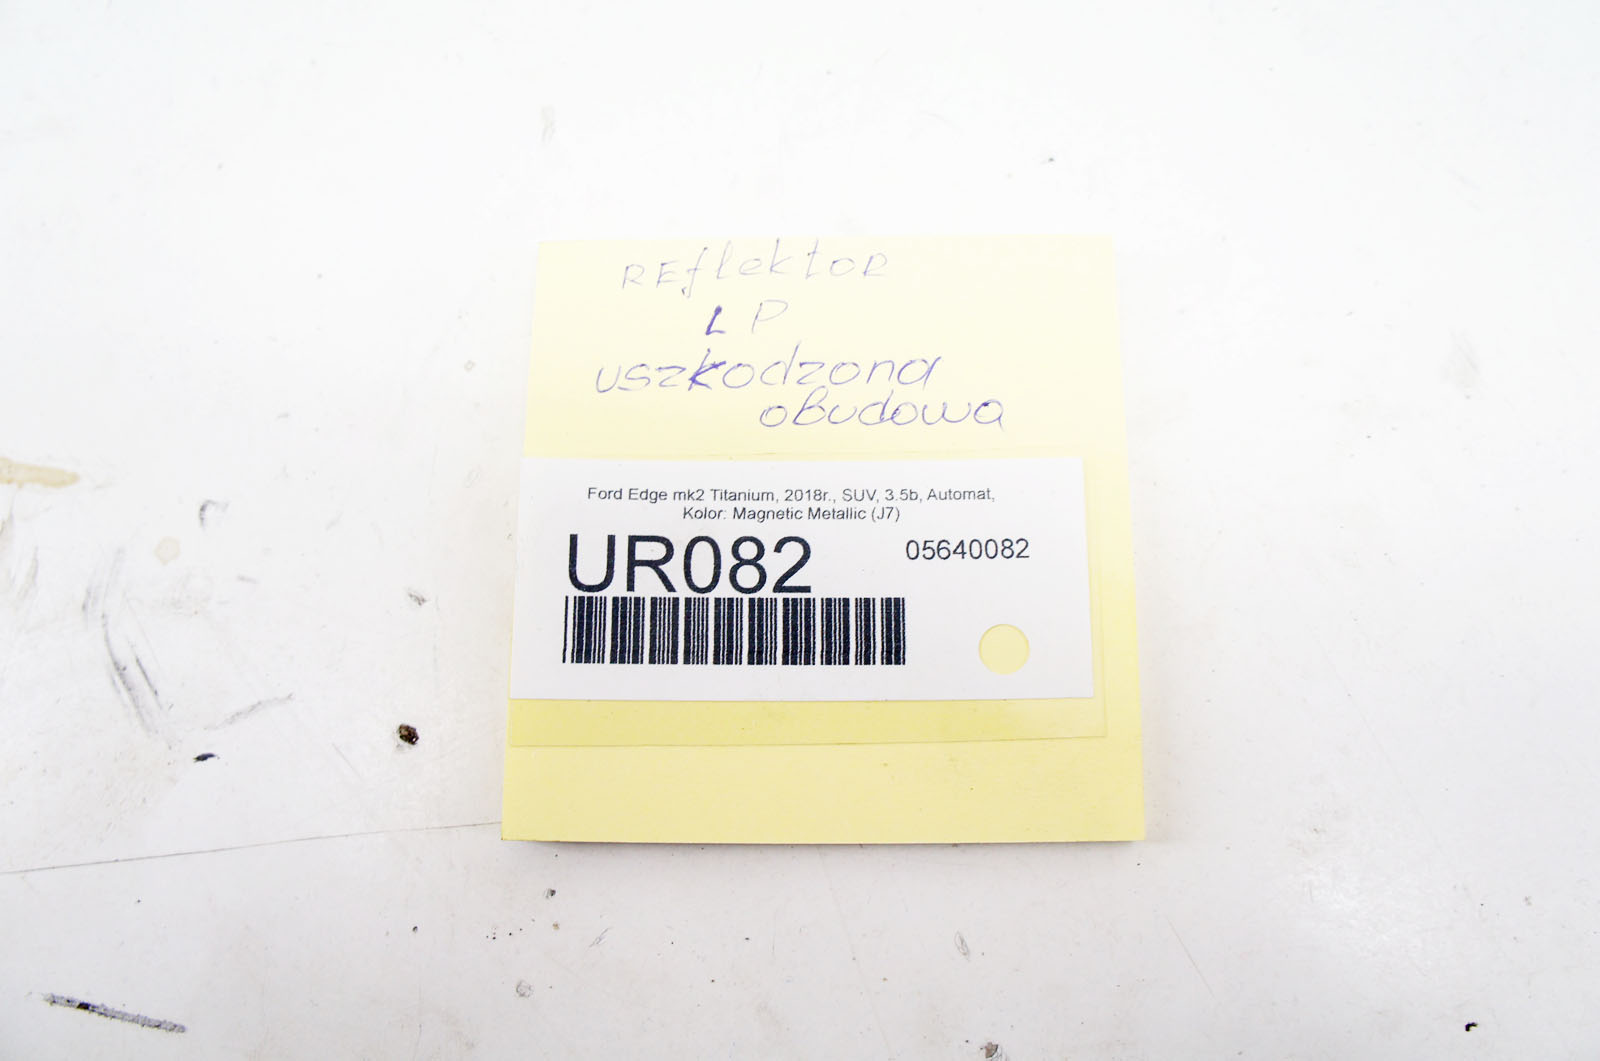 REflektor
L P
uszkodzona
obudowa
Ford Edge mk2 Titanium, 2018r., SUV, 3.5b, Automat,
Kolor: Magnetic Metallic (J7)
UR082
05640082